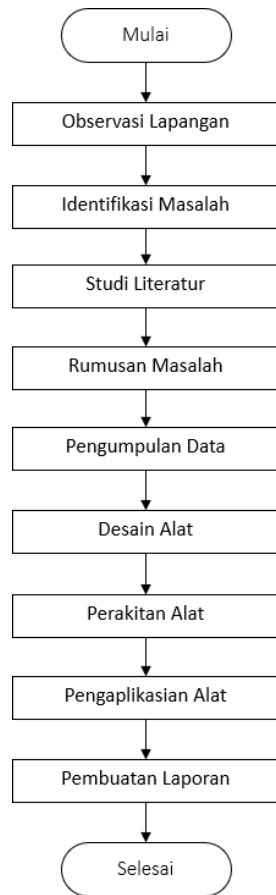 Mulai
Observasi Lapangan
Identifikasi Masalah
Studi Literatur
Rumusan Masalah
Pengumpulan Data
Desain Alat
Perakitan Alat
Pengaplikasian Alat
Pembuatan Laporan
Selesai